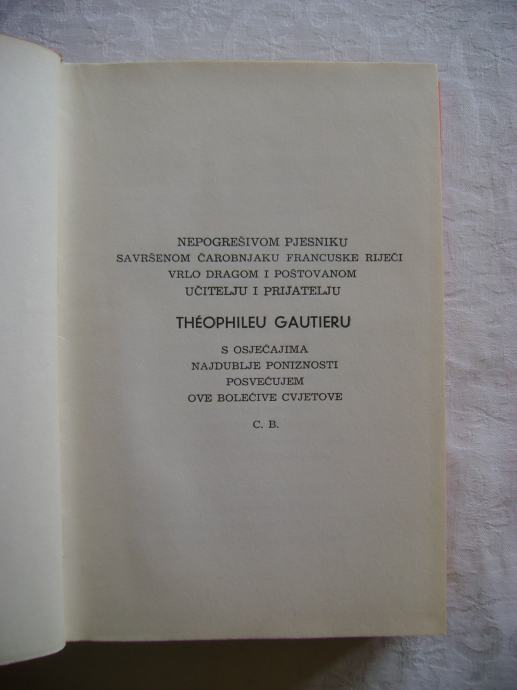 NEPOGREŠIVOM PJESNIKU
SAVRŠENOM ČAROBNJAKU FRANCUSKE RIJEČI
VRLO DRAGOM I POŠTOVANOM
UČITELJU I PRIJATELJU
THÉOPHILEU GAUTIERU
S OSJEĆAJIMA
NAJDUBLJE PONIZNOSTI
POSVEĆUJEM
OVE BOLEĆIVE CVJETOVE
C. B.